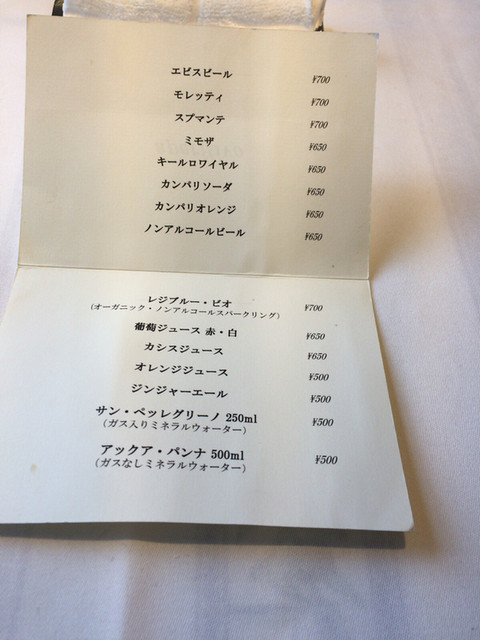 エビスビール ¥700
モレッティ ¥700
スプマンテ ¥700
ミモザ ¥650
キールロワイヤル ¥650
カンパリソーダ ¥650
カンパリオレンジ ¥650
ノンアルコールビール ¥650
レジブルー・ビオ ¥700
(オーガニック・ノンアルコールスパークリング)
葡萄ジュース 赤・白 ¥650
カシスジュース ¥650
オレンジジュース ¥500
ジンジャーエール ¥500
サン・ペッレグリーノ 250ml ¥500
(ガス入りミネラルウォーター)
アックア・パンナ 500ml ¥500
(ガスなしミネラルウォーター)